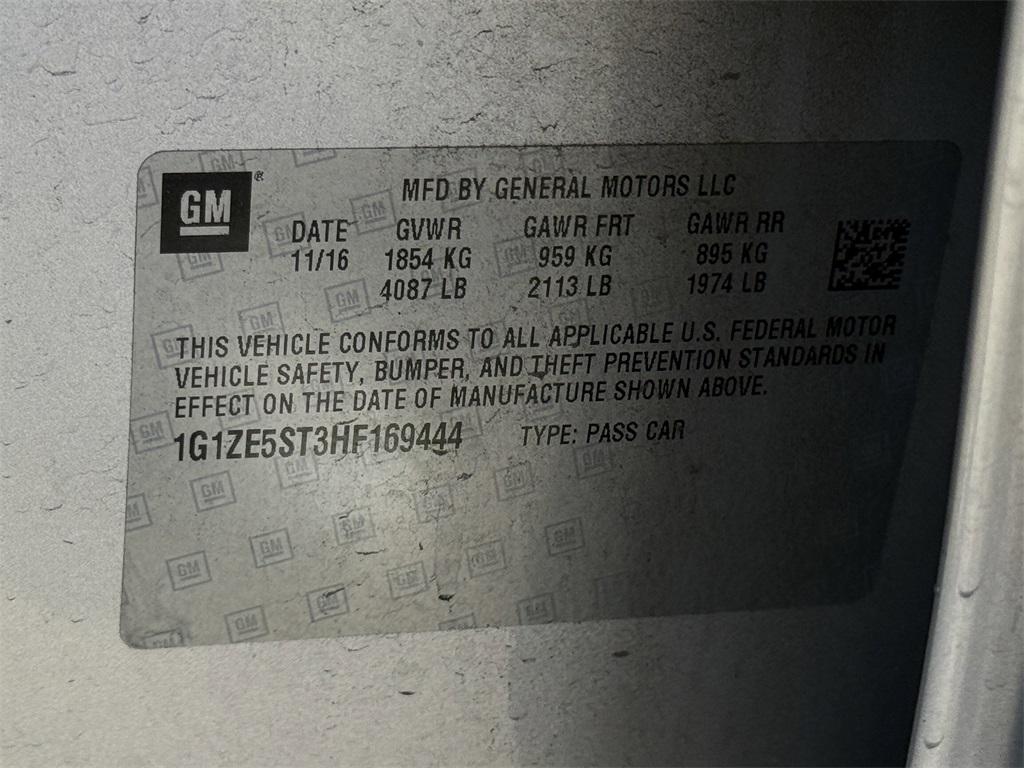 GM®
MFD BY GENERAL MOTORS LLC
DATE GVWR GAWR FRT GAWR RR
11/16 1854 KG 959 KG 895 KG
4087 LB 2113 LB 1974 LB
THIS VEHICLE CONFORMS TO ALL APPLICABLE U.S. FEDERAL MOTOR
VEHICLE SAFETY, BUMPER, AND THEFT PREVENTION STANDARDS IN
EFFECT ON THE DATE OF MANUFACTURE SHOWN ABOVE.
1G1ZE5ST3HF169444 TYPE: PASS CAR